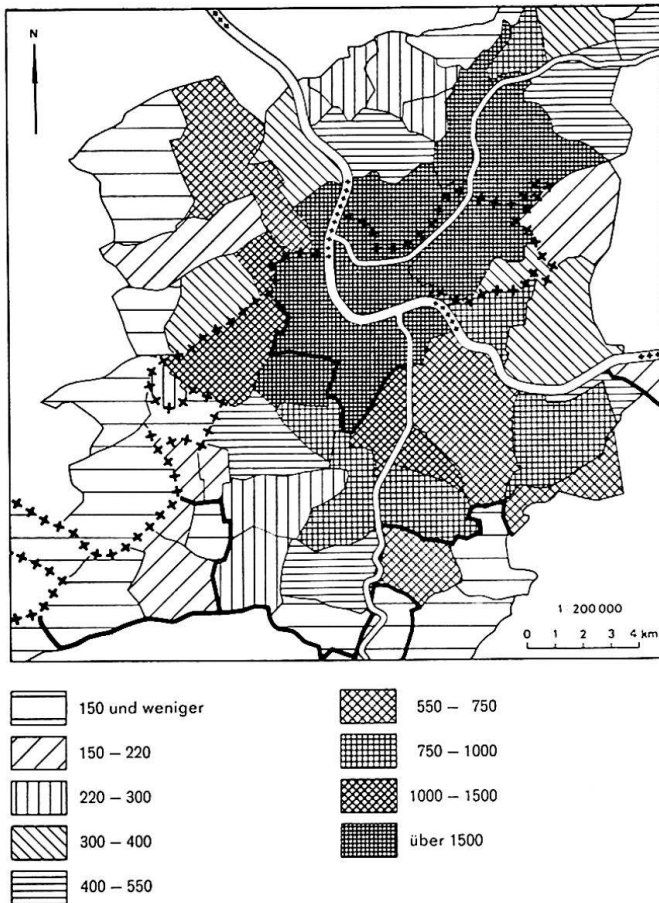 N
1:200 000
0 1 2 3 4 km
150 und weniger
150 – 220
220 – 300
300 – 400
400 – 550
550 – 750
750 – 1000
1000 – 1500
über 1500